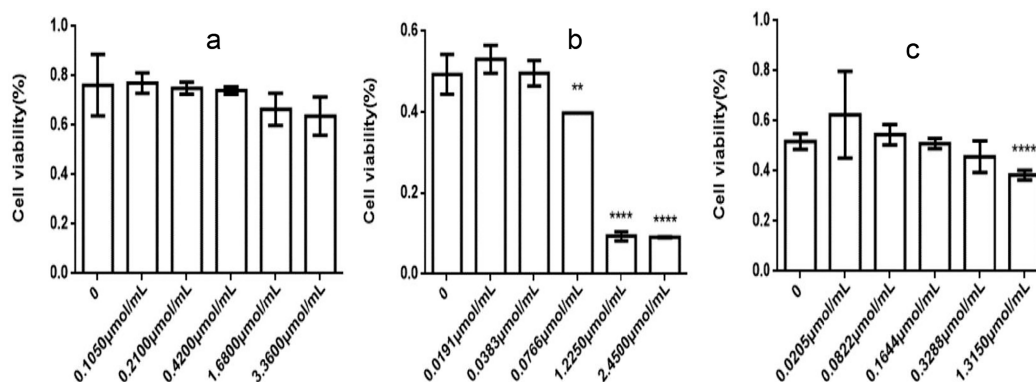 a
Cell viability(%)
1.0
0.8
0.6
0.4
0.2
0.0
0
0.1050μmol/mL
0.2100μmol/mL
0.4200μmol/mL
1.6800μmol/mL
3.3600μmol/mL
b
Cell viability(%)
0.6
0.4
0.2
0.0
**
****
****
0
0.0191μmol/mL
0.0383μmol/mL
0.0766μmol/mL
1.2250μmol/mL
2.4500μmol/mL
c
Cell viability(%)
1.0
0.8
0.6
0.4
0.2
0.0
****
0
0.0205μmol/mL
0.0822μmol/mL
0.1644μmol/mL
0.3288μmol/mL
1.3150μmol/mL